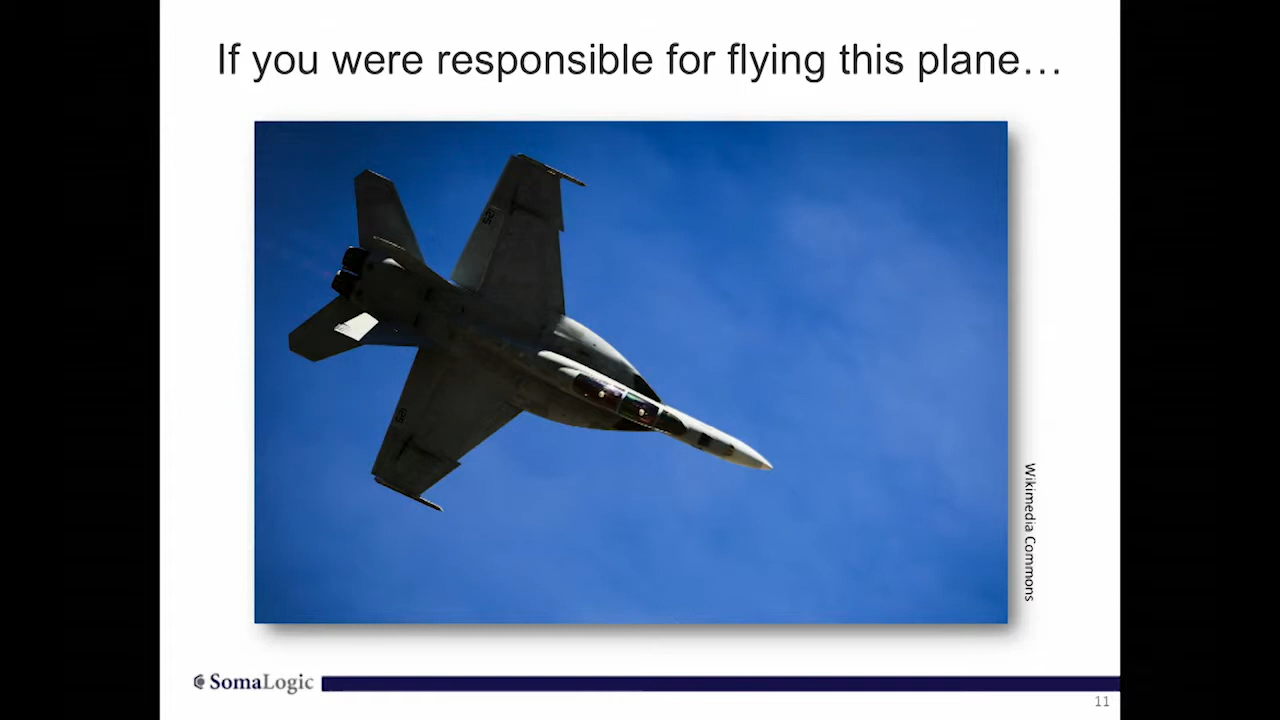 If you were responsible for flying this plane…
Wikimedia Commons
SomaLogic
11